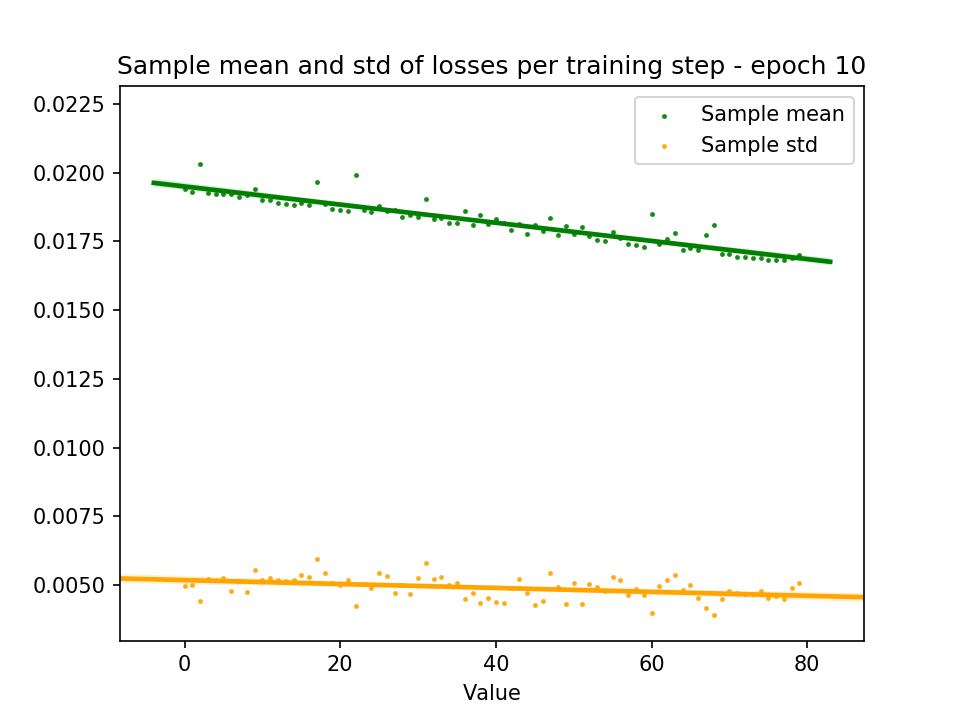 Sample mean and std of losses per training step - epoch 10
0.0225
0.0200
0.0175
0.0150
0.0125
0.0100
0.0075
0.0050
Sample mean
Sample std
0 20 40 60 80
Value